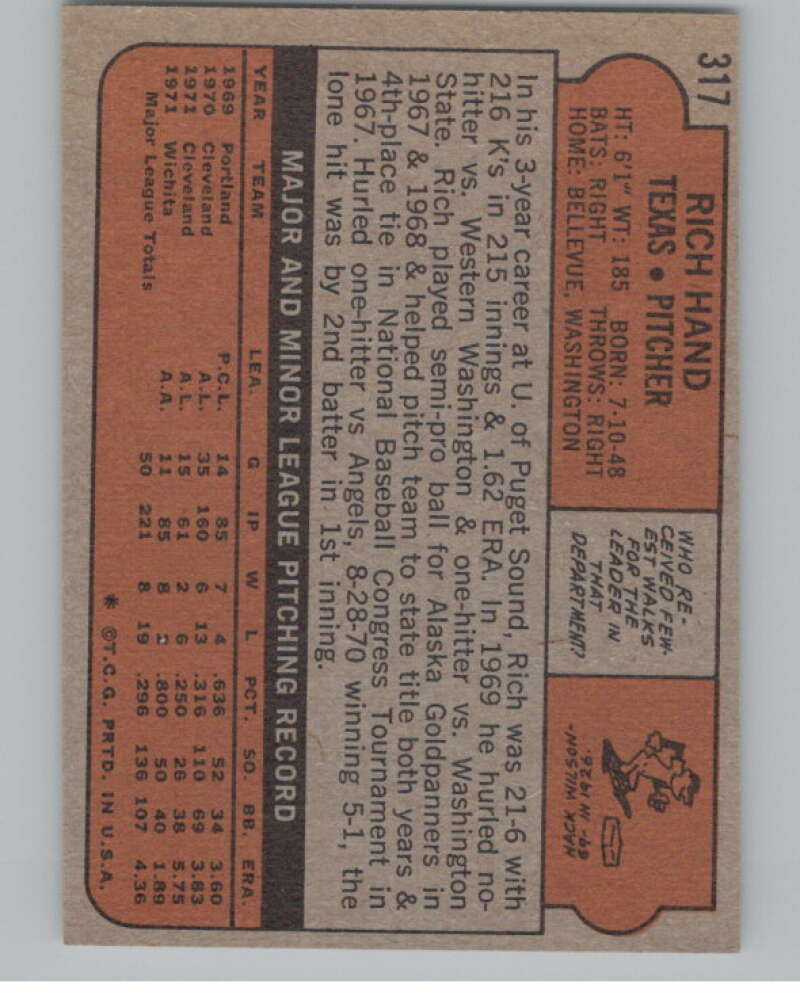 317
RICH HAND
TEXAS • PITCHER
HT: 6'1" WT: 185 BORN: 7-10-48
BATS: RIGHT THROWS: RIGHT
HOME: BELLEVUE, WASHINGTON
WHO RE-
CEIVED FEW-
EST WALKS
FOR THE
LEADER IN
THAT
DEPARTMENT?
HACK WILSON-
69- IN 1926.
In his 3-year career at U. of Puget Sound, Rich was 21-6 with
216 K's in 215 innings & 1.62 ERA. In 1969 he hurled no-
hitter vs. Western Washington & one-hitter vs. Washington
State. Rich played semi-pro ball for Alaska Goldpanners in
1967 & 1968 & helped pitch team to state title both years &
4th-place tie in National Baseball Congress Tournament in
1967. Hurled one-hitter vs Angels, 8-28-70 winning 5-1, the
lone hit was by 2nd batter in 1st inning.
MAJOR AND MINOR LEAGUE PITCHING RECORD
YEAR TEAM LEA. G IP W L PCT. SO. BB. ERA.
1969 Portland P.C.L. 14 85 7 4 .636 52 34 3.60
1970 Cleveland A.L. 35 160 6 13 .316 110 69 3.83
1971 Cleveland A.L. 15 61 2 6 .250 26 38 5.75
1971 Wichita A.A. 11 85 8 2 .800 50 40 1.89
Major League Totals 50 221 8 19 .296 136 107 4.36
* ©T.C.G. PRTD. IN U.S.A.